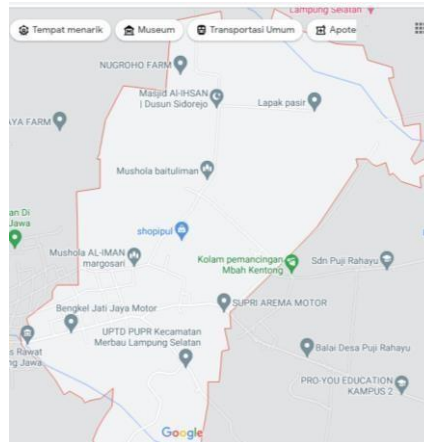 Lampung Selatan
Tempat menarik
Museum
Transportasi Umum
Apote
NUGROHO FARM
Masjid Al-IHSAN
| Dusun Sidorejo
Lapak pasir
AYA FARM
Mushola baituliman
an Di
Jawa
shopipul
Mushola AL-IMAN
margosari
Kolam pemancingan
Mbah Kentong
Sdn Puji Rahayu
Bengkel Jati Jaya Motor
SUPRI AREMA MOTOR
UPTD PUPR Kecamatan
Merbau Lampung Selatan
s Rawat
ng Jawa
Balai Desa Puji Rahayu
PRO-YOU EDUCATION
KAMPUS 2
Google